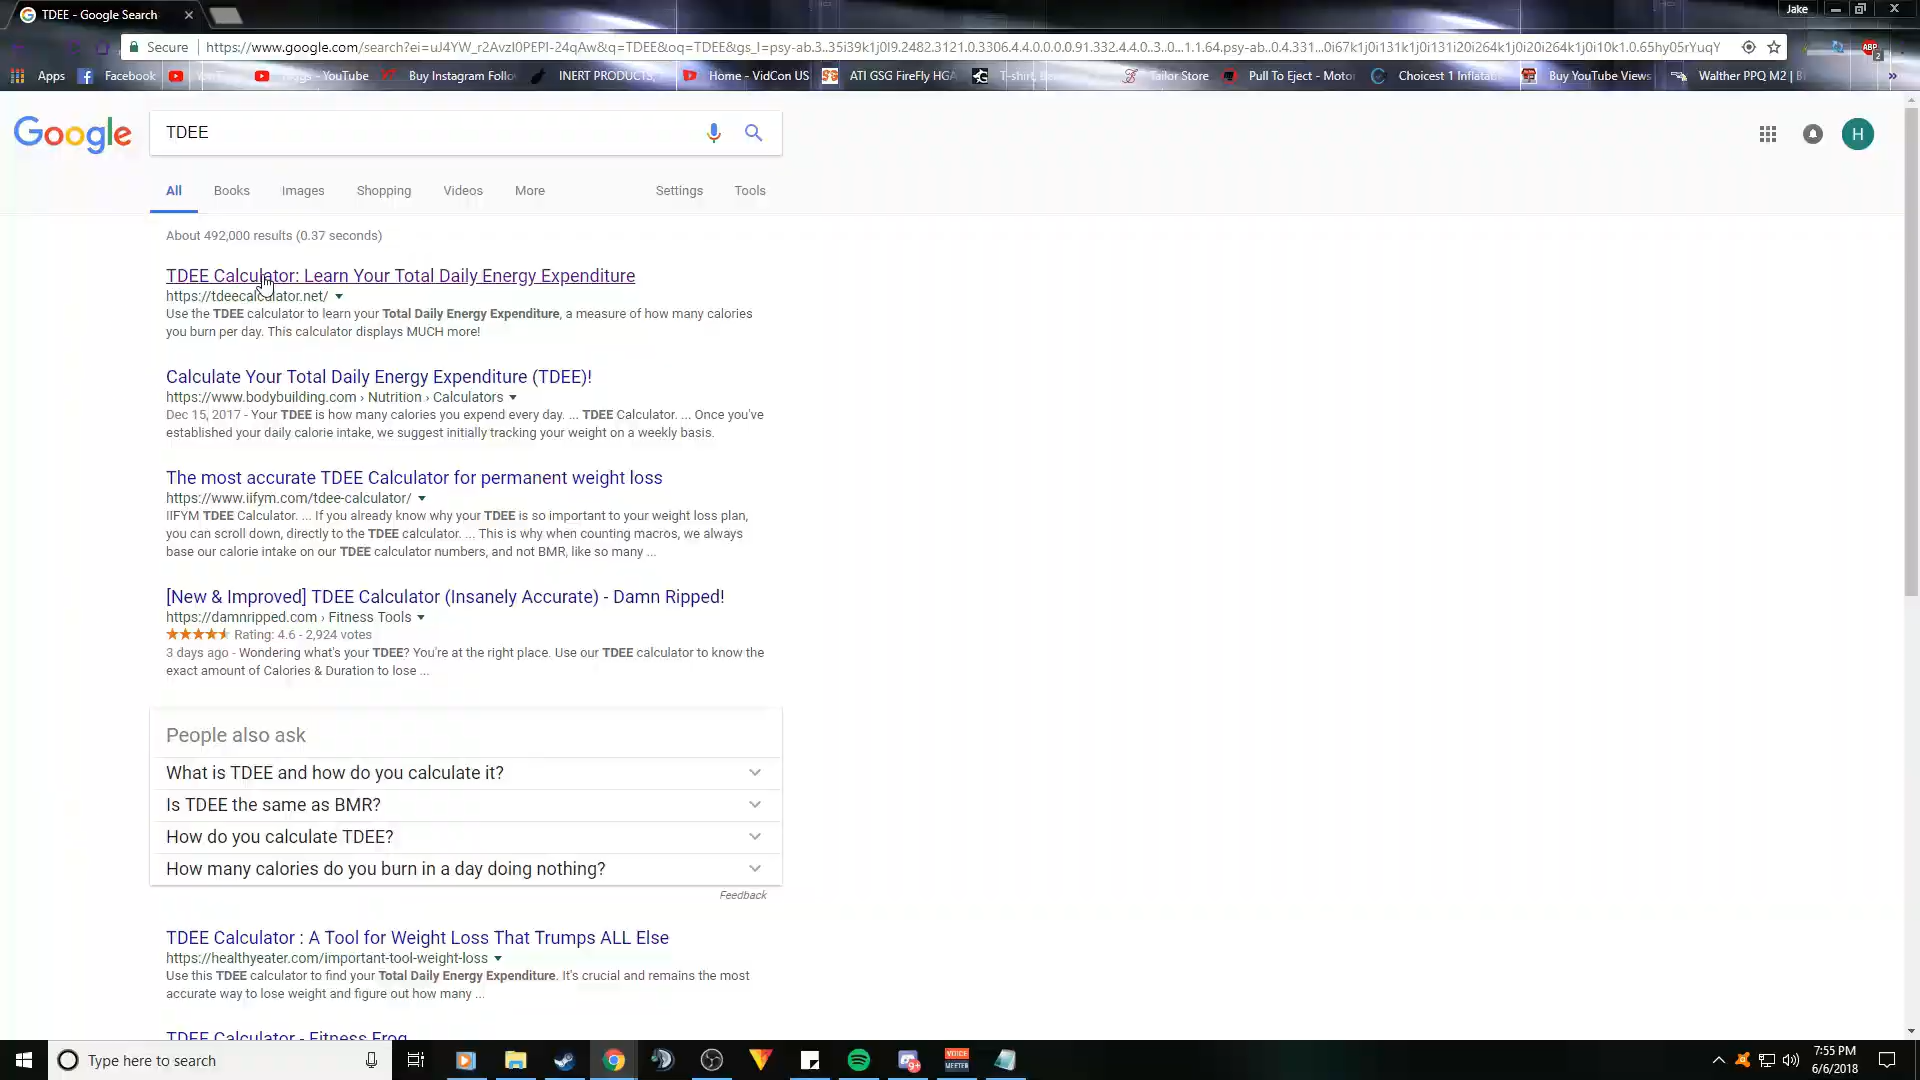 TDEE - Google Search
Jake
Secure
https://www.google.com/search?ei=uJ4YW_r2AvzI0PEPI-24qAw&q=TDEE&oq=TDEE&gs_l=psy-ab.3..35i39k1j0l9.2482.3121.0.3306.4.4.0.0.0.0.91.332.4.4.0..3..0...1.1.64.psy-ab..0.4.331...0i67k1j0i131k1j0i131i20i264k1j0i20i264k1j0i10k1.0.65hy05rYuqY
Apps Facebook - YouTube Buy Instagram Follo INERT PRODUCTS, Home - VidCon US ATI GSG FireFly HGA T-shirt Tailor Store Pull To Eject - Moto Choicest 1 Inflatab Buy YouTube Views Walther PPQ M2 | B »
Google
TDEE
H
All Books Images Shopping Videos More Settings Tools
About 492,000 results (0.37 seconds)
TDEE Calculator: Learn Your Total Daily Energy Expenditure
https://tdeecalculator.net/
Use the TDEE calculator to learn your Total Daily Energy Expenditure, a measure of how many calories
you burn per day. This calculator displays MUCH more!
Calculate Your Total Daily Energy Expenditure (TDEE)!
https://www.bodybuilding.com › Nutrition › Calculators
Dec 15, 2017 - Your TDEE is how many calories you expend every day. ... TDEE Calculator. ... Once you've
established your daily calorie intake, we suggest initially tracking your weight on a weekly basis.
The most accurate TDEE Calculator for permanent weight loss
https://www.iifym.com/tdee-calculator/
IIFYM TDEE Calculator. ... If you already know why your TDEE is so important to your weight loss plan,
you can scroll down, directly to the TDEE calculator. ... This is why when counting macros, we always
base our calorie intake on our TDEE calculator numbers, and not BMR, like so many ...
[New & Improved] TDEE Calculator (Insanely Accurate) - Damn Ripped!
https://damnripped.com › Fitness Tools
Rating: 4.6 - 2,924 votes
3 days ago - Wondering what's your TDEE? You're at the right place. Use our TDEE calculator to know the
exact amount of Calories & Duration to lose ...
People also ask
What is TDEE and how do you calculate it?
Is TDEE the same as BMR?
How do you calculate TDEE?
How many calories do you burn in a day doing nothing?
Feedback
TDEE Calculator : A Tool for Weight Loss That Trumps ALL Else
https://healthyeater.com/important-tool-weight-loss
Use this TDEE calculator to find your Total Daily Energy Expenditure. It's crucial and remains the most
accurate way to lose weight and figure out how many ...
TDEE Calculator - Fitness Frog
Type here to search
VOICE
MEETER
7:55 PM
6/6/2018